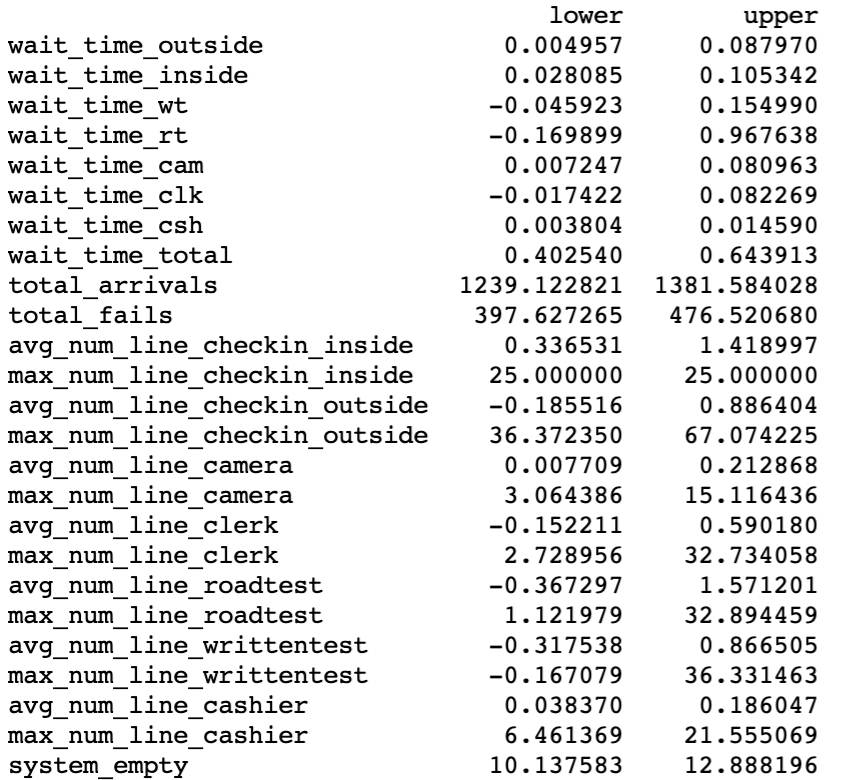 lower upper
wait_time_outside 0.004957 0.087970
wait_time_inside 0.028085 0.105342
wait_time_wt -0.045923 0.154990
wait_time_rt -0.169899 0.967638
wait_time_cam 0.007247 0.080963
wait_time_clk -0.017422 0.082269
wait_time_csh 0.003804 0.014590
wait_time_total 0.402540 0.643913
total_arrivals 1239.122821 1381.584028
total_fails 397.627265 476.520680
avg_num_line_checkin_inside 0.336531 1.418997
max_num_line_checkin_inside 25.000000 25.000000
avg_num_line_checkin_outside -0.185516 0.886404
max_num_line_checkin_outside 36.372350 67.074225
avg_num_line_camera 0.007709 0.212868
max_num_line_camera 3.064386 15.116436
avg_num_line_clerk -0.152211 0.590180
max_num_line_clerk 2.728956 32.734058
avg_num_line_roadtest -0.367297 1.571201
max_num_line_roadtest 1.121979 32.894459
avg_num_line_writtentest -0.317538 0.866505
max_num_line_writtentest -0.167079 36.331463
avg_num_line_cashier 0.038370 0.186047
max_num_line_cashier 6.461369 21.555069
system_empty 10.137583 12.888196